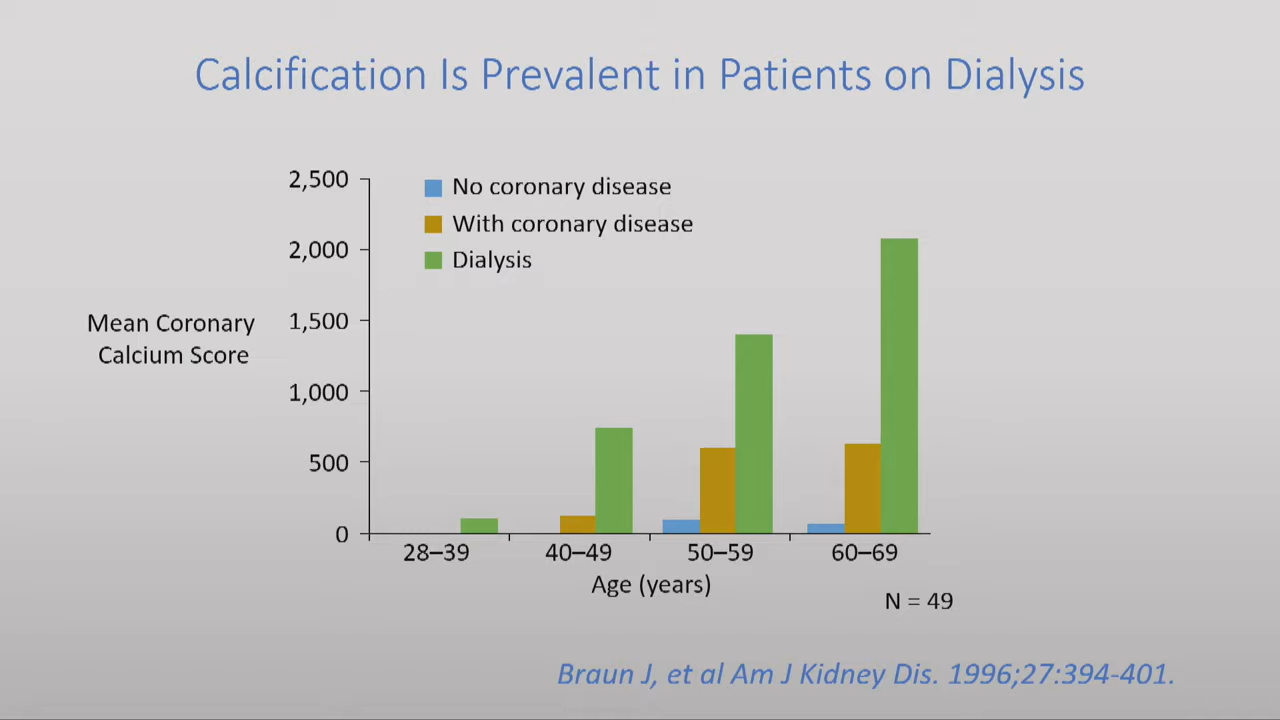 Calcification Is Prevalent in Patients on Dialysis
2,500
2,000
1,500
1,000
500
0
No coronary disease
With coronary disease
Dialysis
Mean Coronary
Calcium Score
28–39
40–49
50–59
60–69
Age (years)
N = 49
Braun J, et al Am J Kidney Dis. 1996;27:394-401.